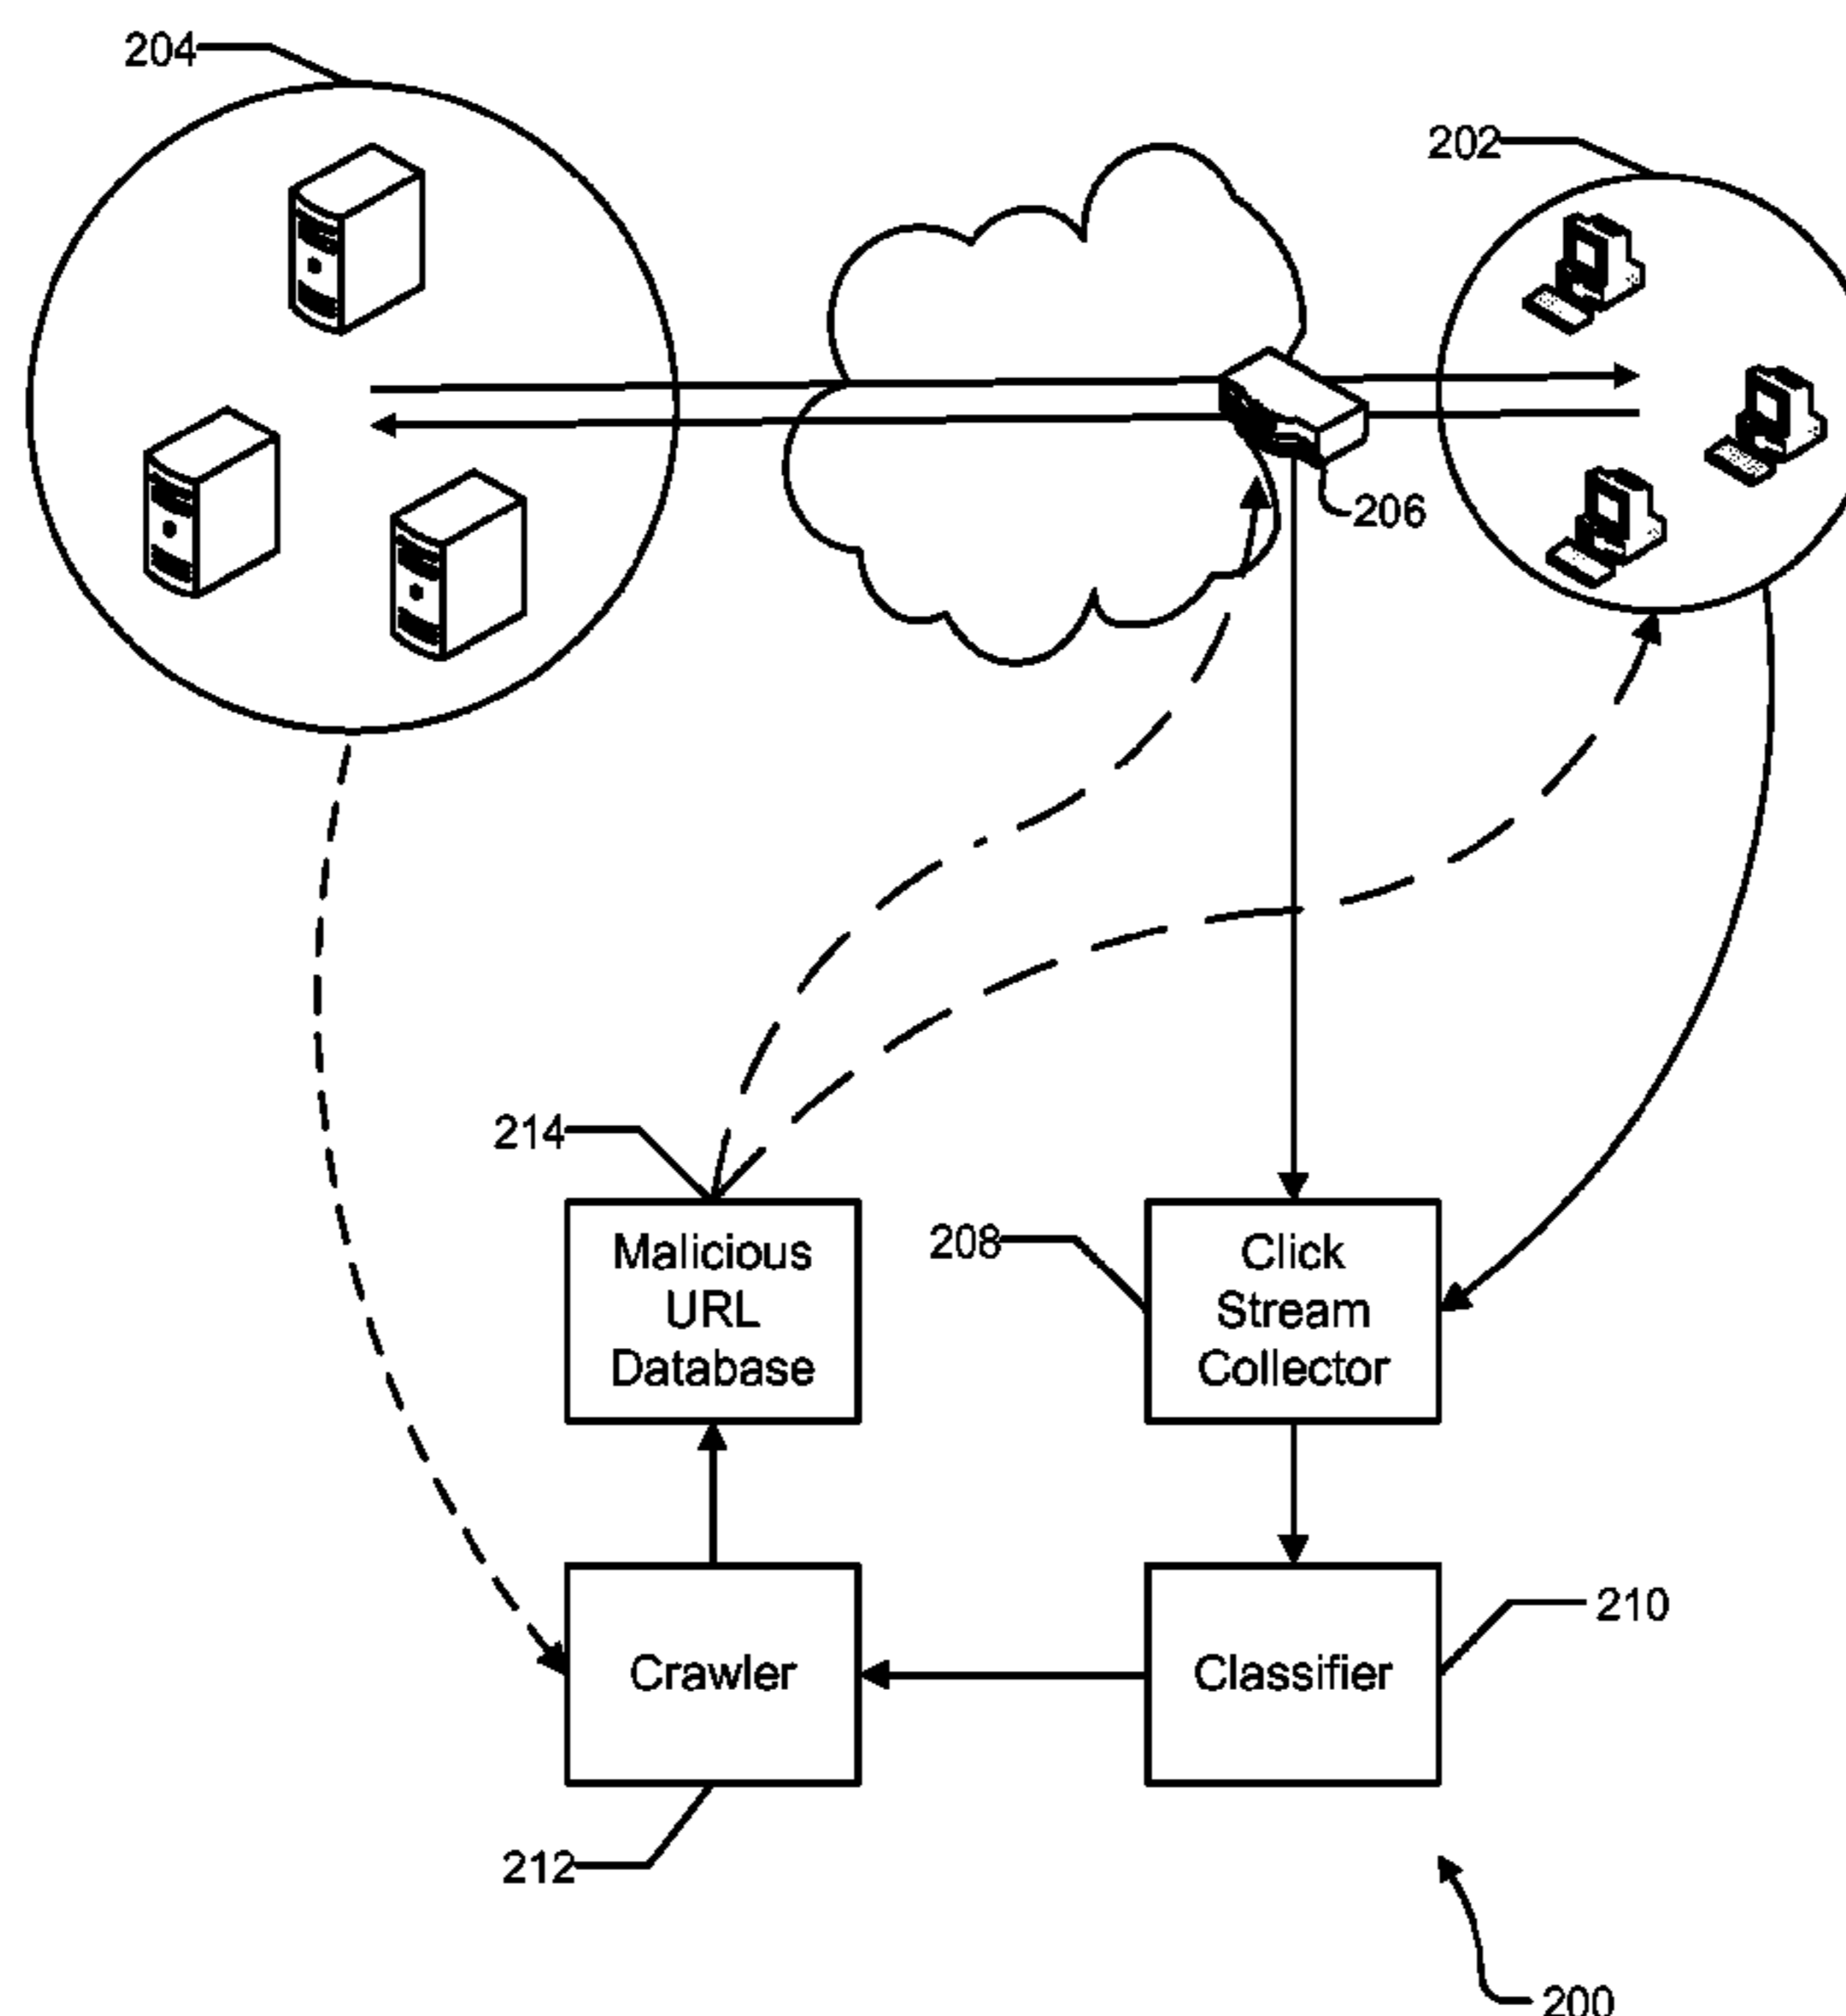 204
202
206
214
208
Malicious
URL
Database
Click
Stream
Collector
210
Crawler
Classifier
212
200